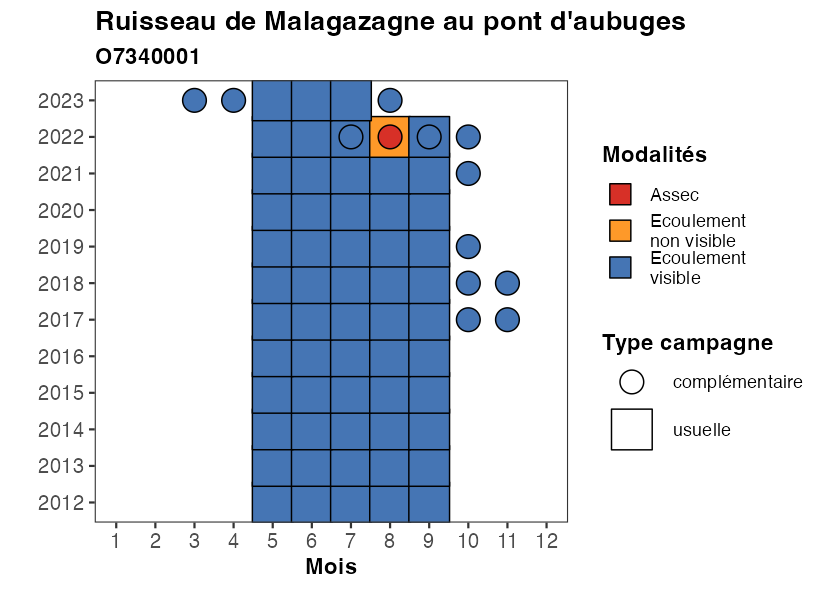 Ruisseau de Malagazagne au pont d'aubuges
O7340001
2023
2022
2021
2020
2019
2018
2017
2016
2015
2014
2013
2012
1 2 3 4 5 6 7 8 9 10 11 12
Mois
Modalités
Assec
Ecoulement
non visible
Ecoulement
visible
Type campagne
complémentaire
usuelle